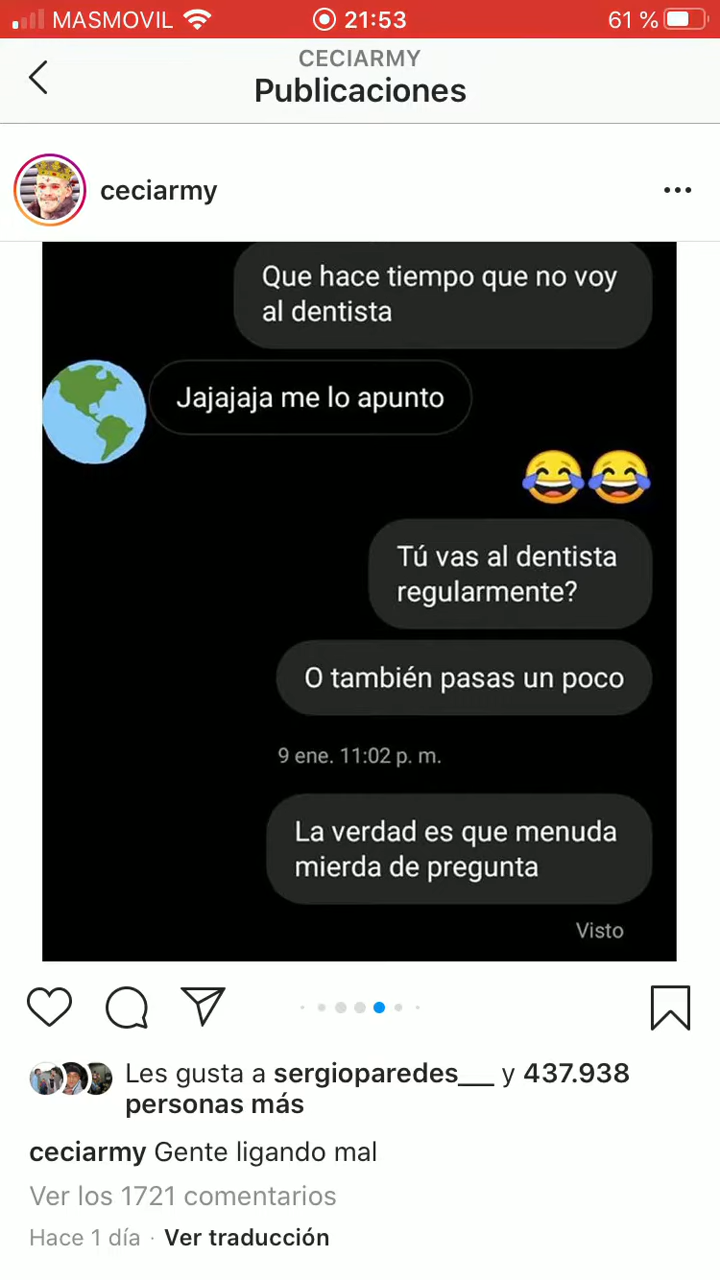 MASMOVIL 21:53 61 %
CECIARMY
Publicaciones
ceciarmy
Que hace tiempo que no voy
al dentista
Jajajaja me lo apunto
Tú vas al dentista
regularmente?
O también pasas un poco
9 ene. 11:02 p. m.
La verdad es que menuda
mierda de pregunta
Visto
Les gusta a sergioparedes___ y 437.938
personas más
ceciarmy Gente ligando mal
Ver los 1721 comentarios
Hace 1 día · Ver traducción